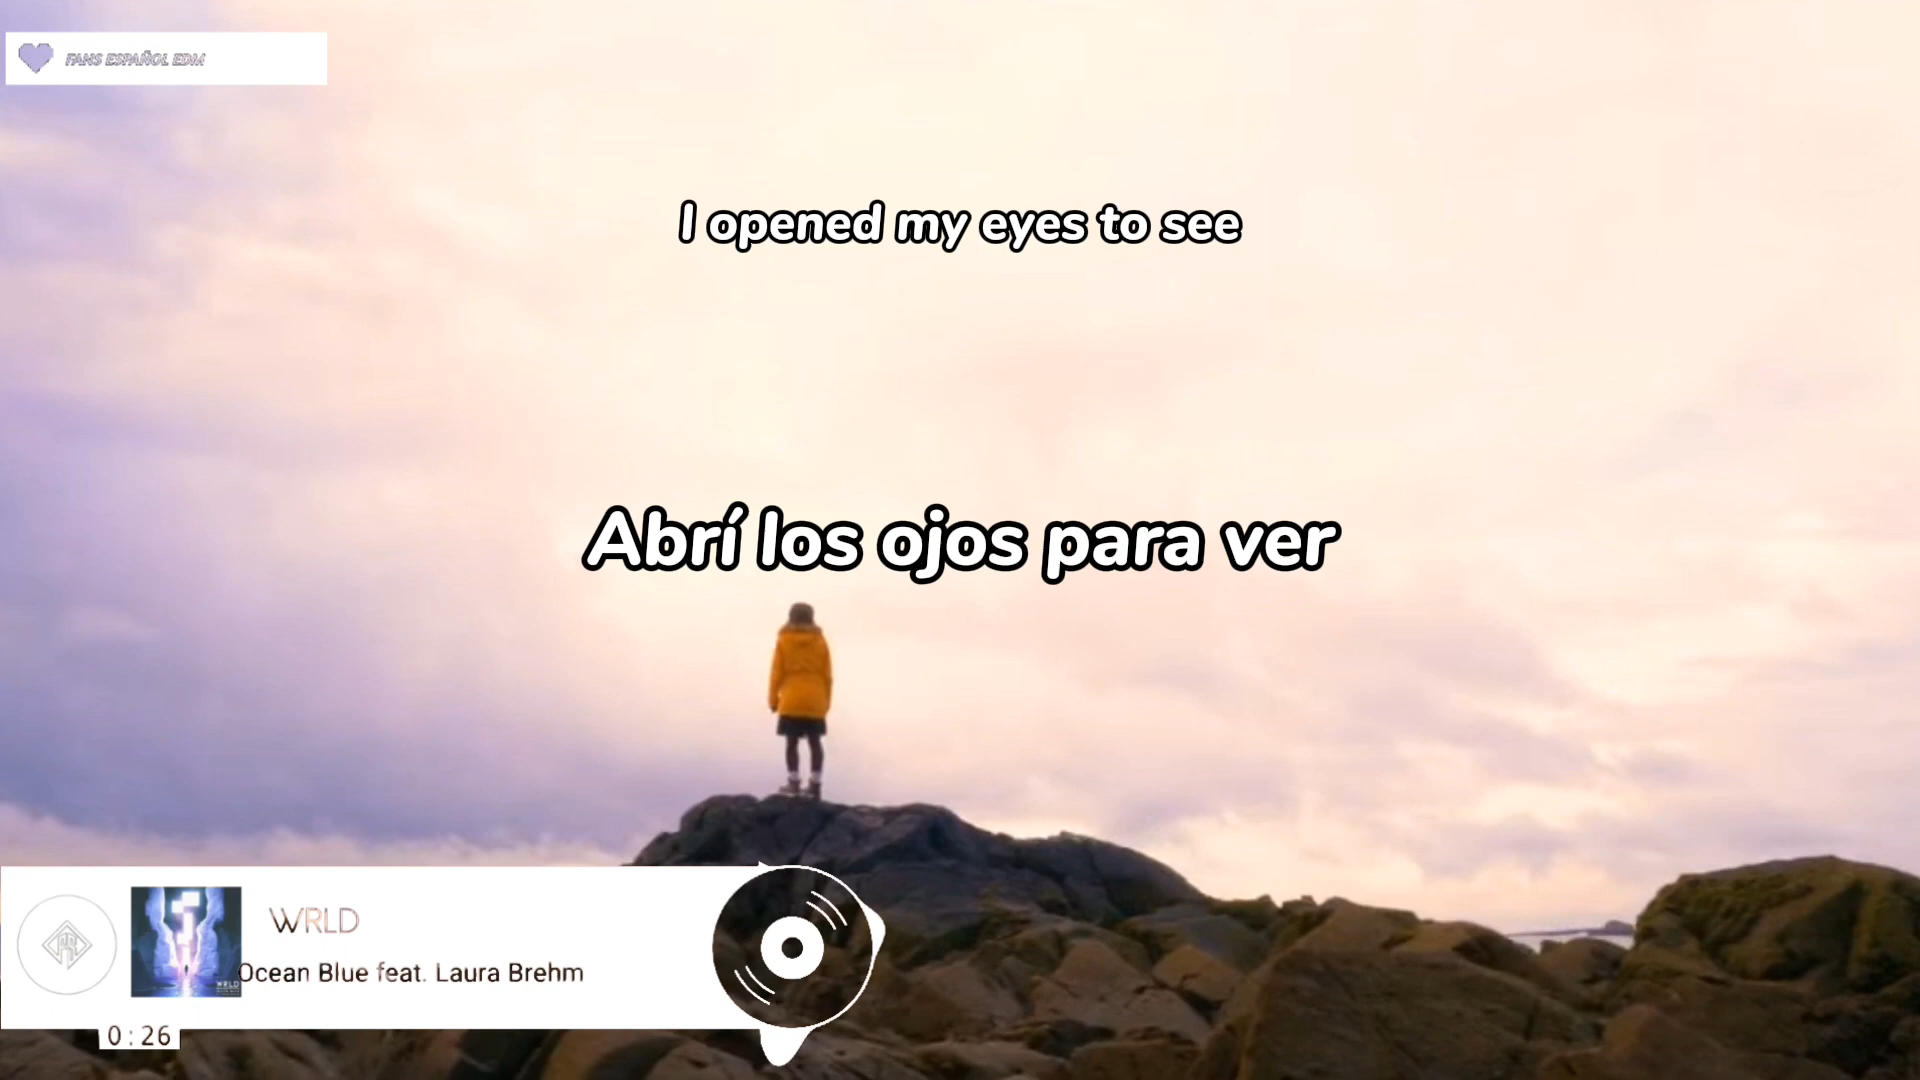 FANS ESPAÑOL EDM
I opened my eyes to see
Abrí los ojos para ver
WRLD
Ocean Blue feat. Laura Brehm
WRLD
0:26